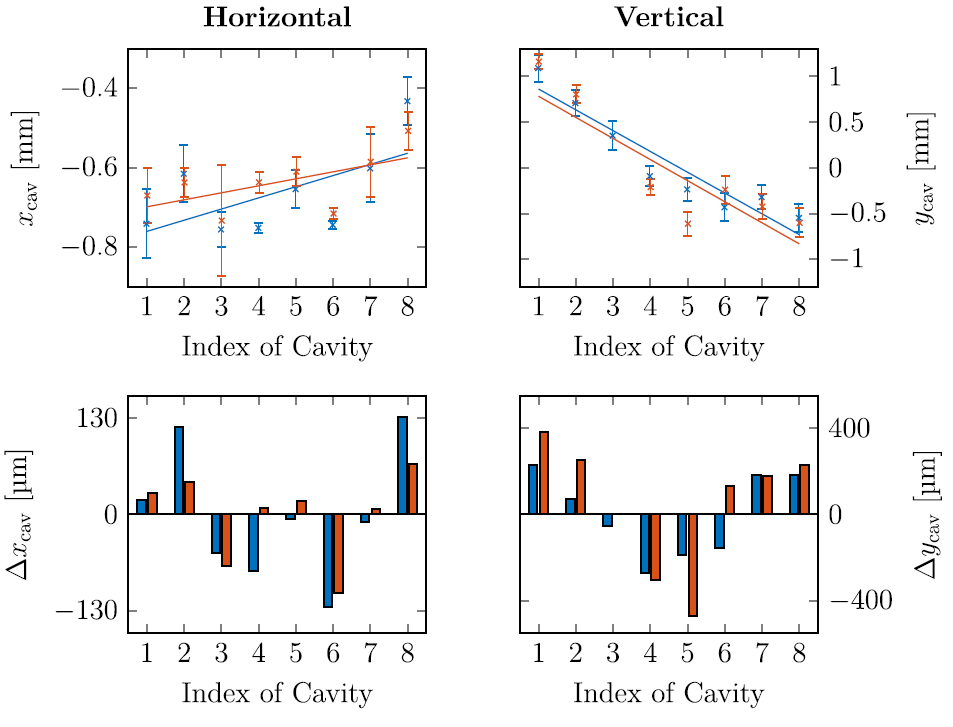 Horizontal
Vertical
−0.4
−0.6
−0.8
x_cav [mm]
1 2 3 4 5 6 7 8
Index of Cavity
1
0.5
0
−0.5
−1
y_cav [mm]
1 2 3 4 5 6 7 8
Index of Cavity
130
0
−130
Δx_cav [µm]
1 2 3 4 5 6 7 8
Index of Cavity
400
0
−400
Δy_cav [µm]
1 2 3 4 5 6 7 8
Index of Cavity